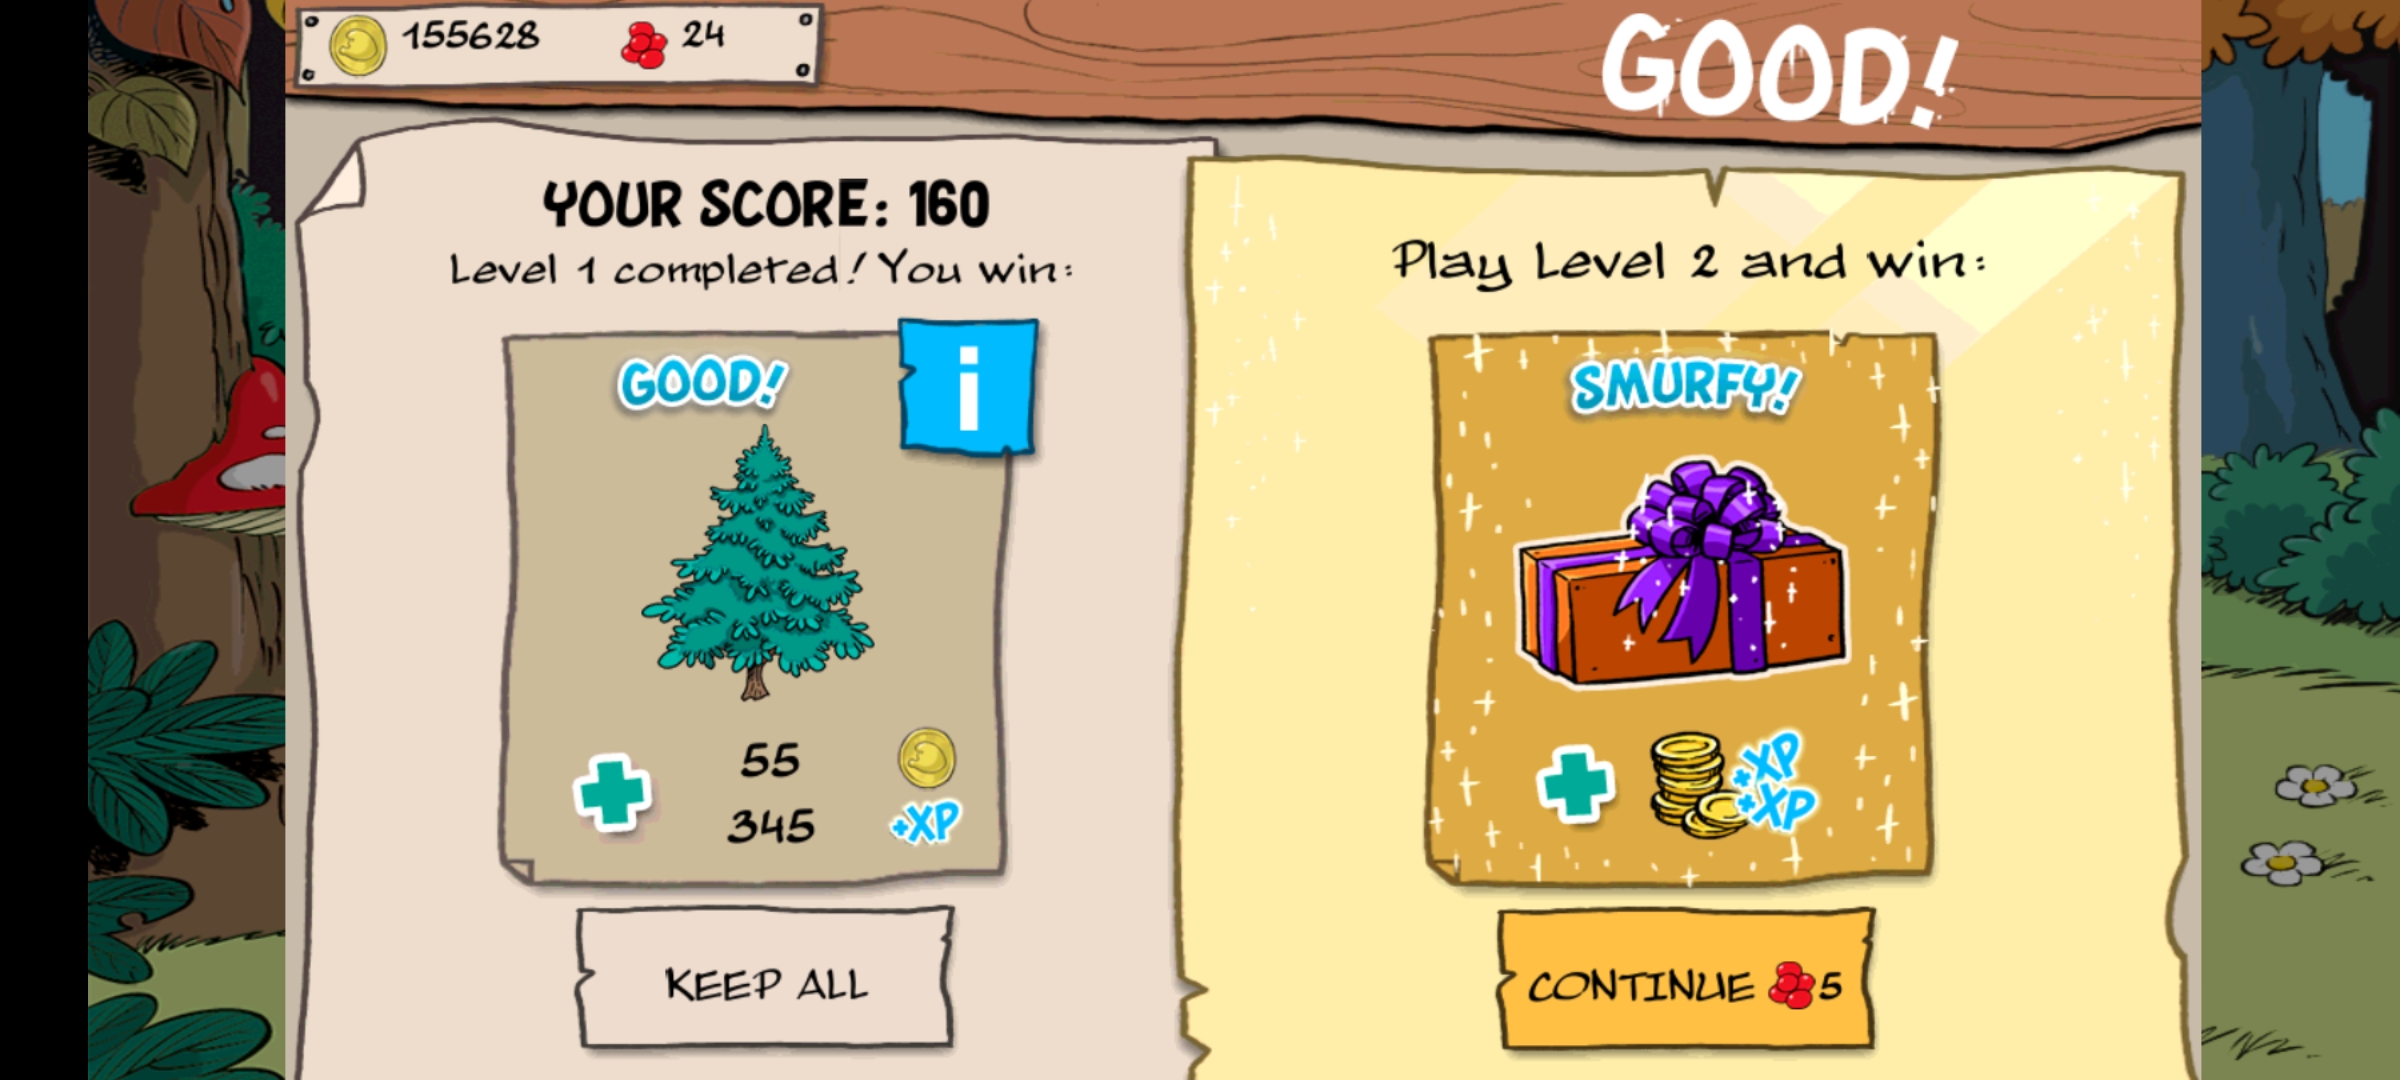 155628
24
GOOD!
YOUR SCORE: 160
Level 1 completed! You win:
GOOD!
i
55
345
+XP
KEEP ALL
Play Level 2 and win:
SMURFY!
+XP
+XP
CONTINUE 5